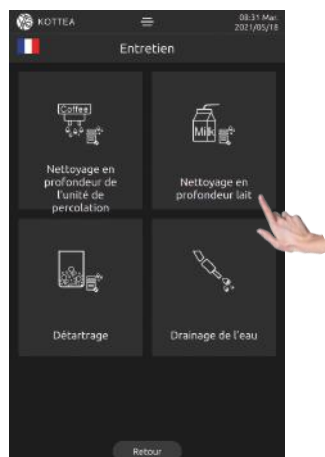 KOTTEA
08:31 Mar.
2021/05/18
Entretien
Coffee
Milk
Nettoyage en
profondeur de
l'unité de
percolation
Nettoyage en
profondeur lait
Détartrage
Drainage de l'eau
Retour